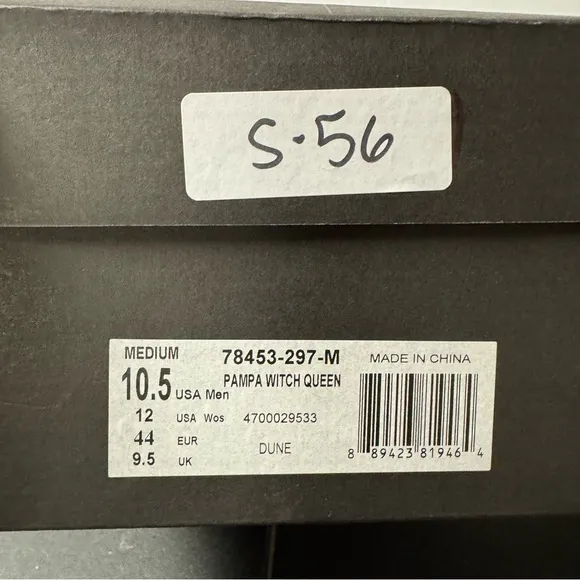 S-56
MEDIUM 78453-297-M MADE IN CHINA
10.5 USA Men PAMPA WITCH QUEEN
12 USA Wos 4700029533
44 EUR DUNE
9.5 UK 8 89423 81946 4